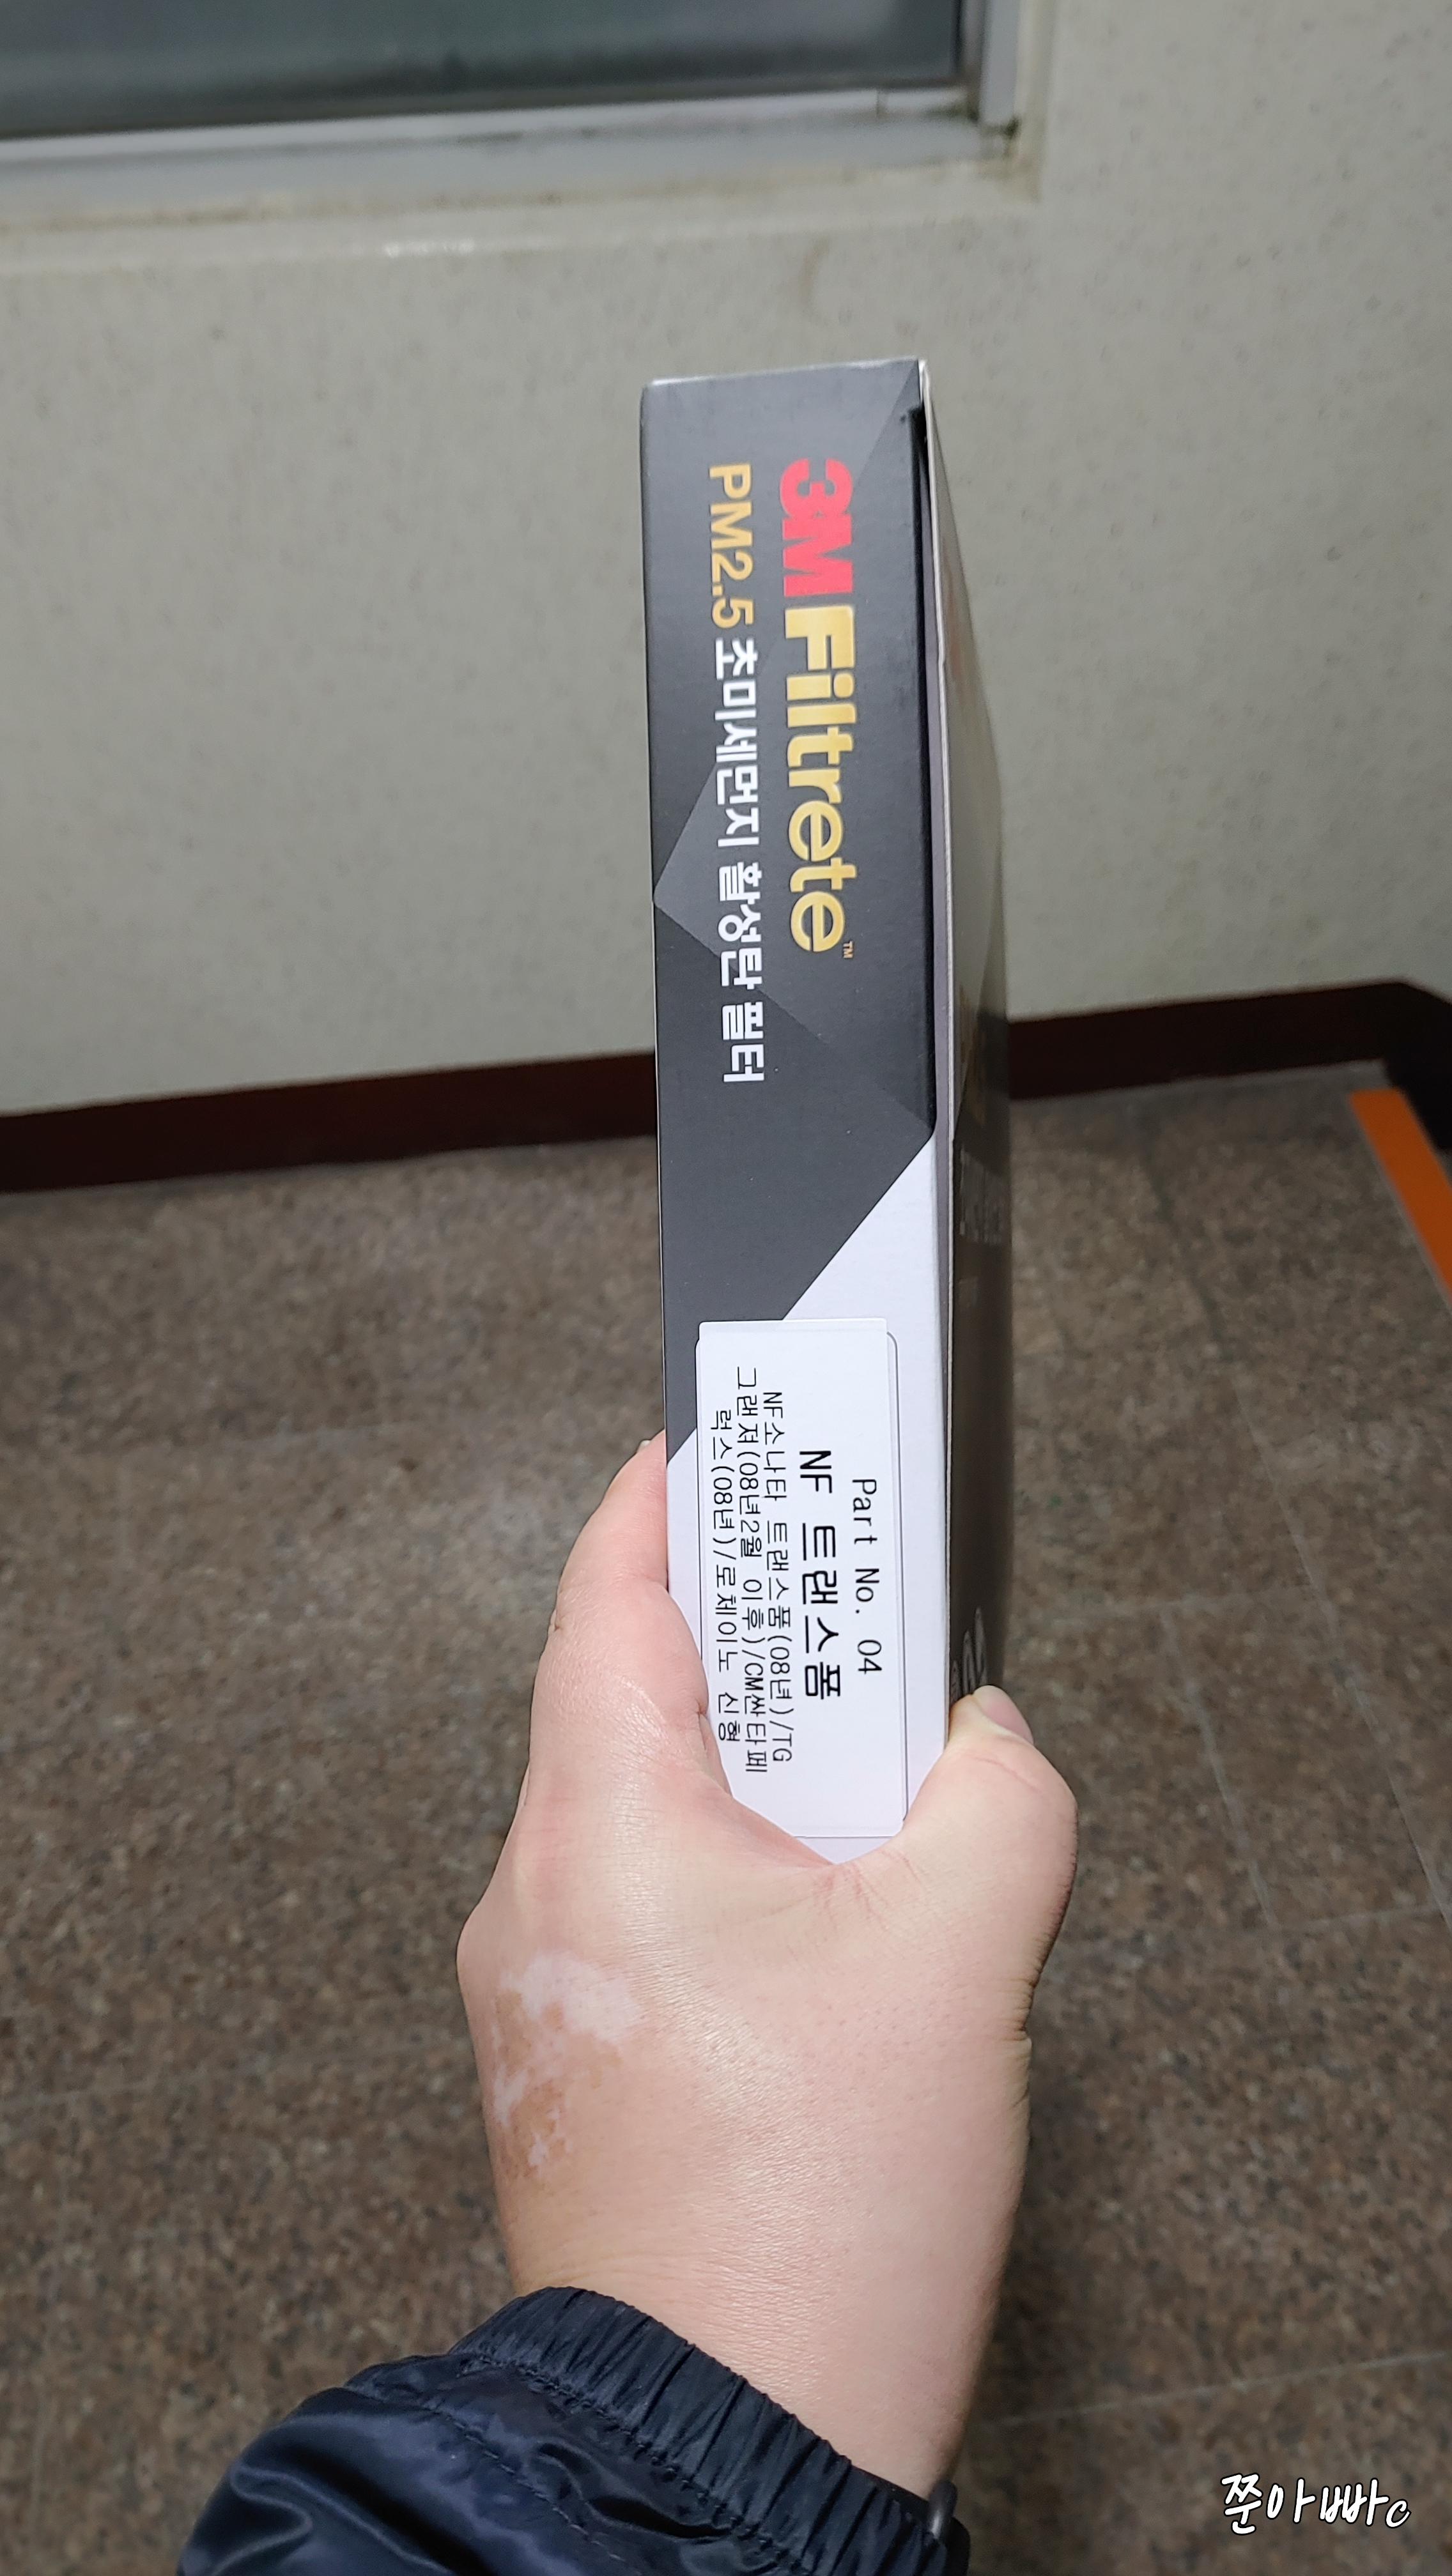 3M Filtrete™
PM2.5 초미세먼지 활성탄 필터
Part No. 04
NF 트랜스폼
NF소나타 트랜스폼(08년)/TG
그랜져(08년2월 이후)/CM싼타페
럭스(08년)/로체이노 신형
쭌아빠c